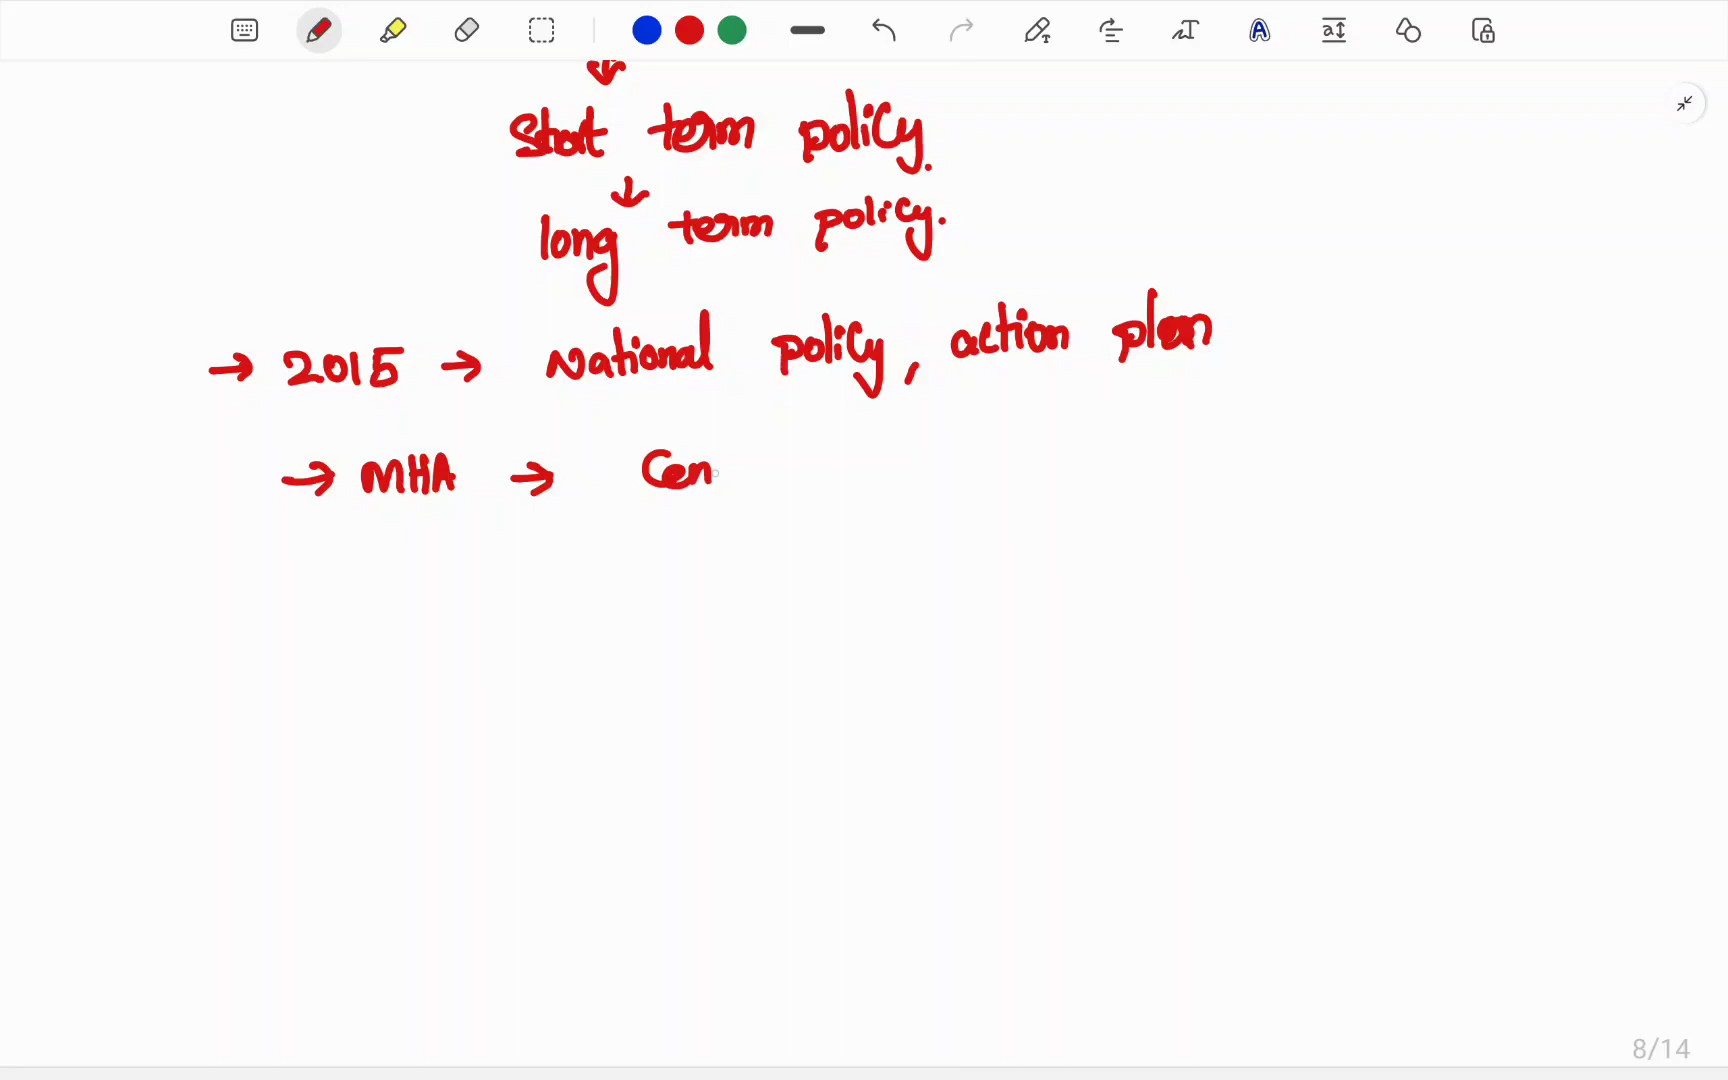 Short term policy.
↓
long term policy.
→ 2015 → National policy, action plan
→ MHA → Cen
8/14